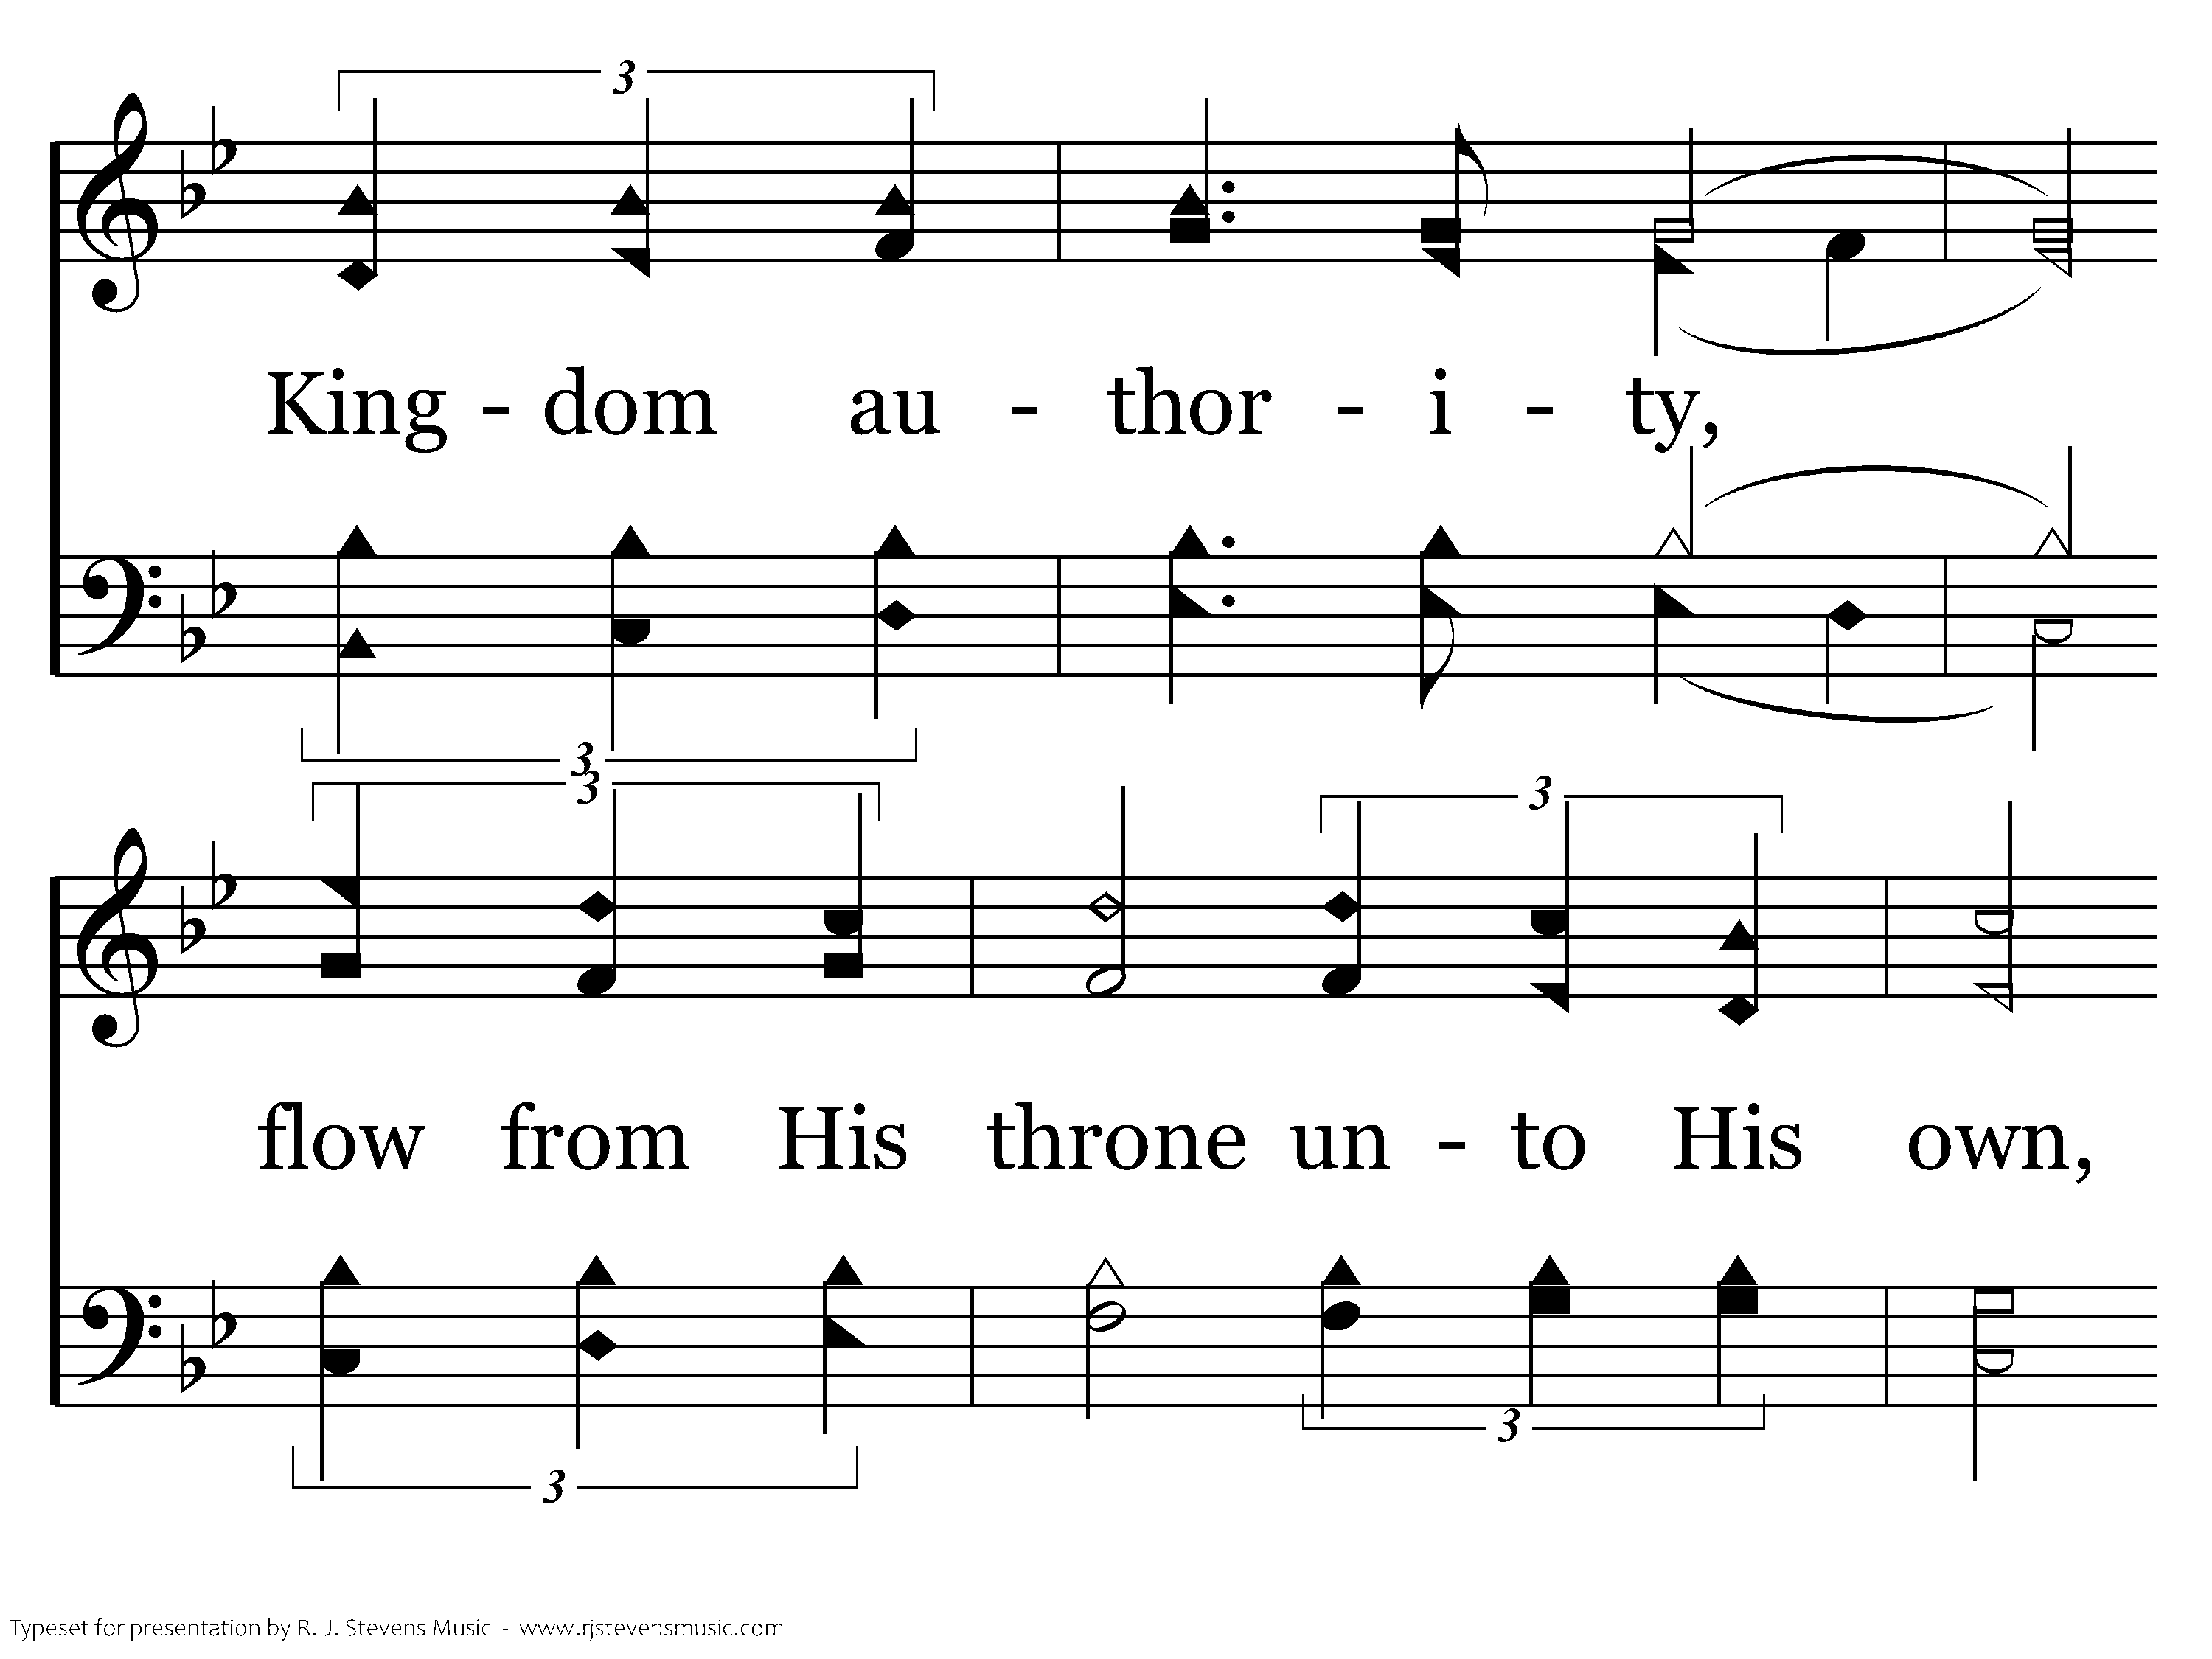 3
King - dom au - thor - i - ty,
3
3 3
flow from His throne un - to His own,
3
3
Typeset for presentation by R. J. Stevens Music - www.rjstevensmusic.com